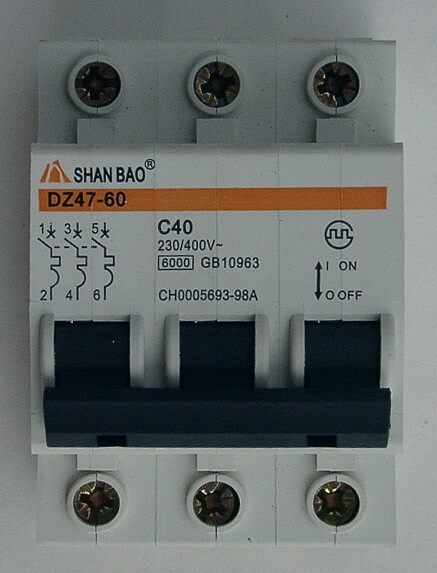 SHAN BAO®
DZ47-60
1 3 5
C40
230/400V~
6000 GB10963
I ON
2 4 6
CH0005693-98A
O OFF